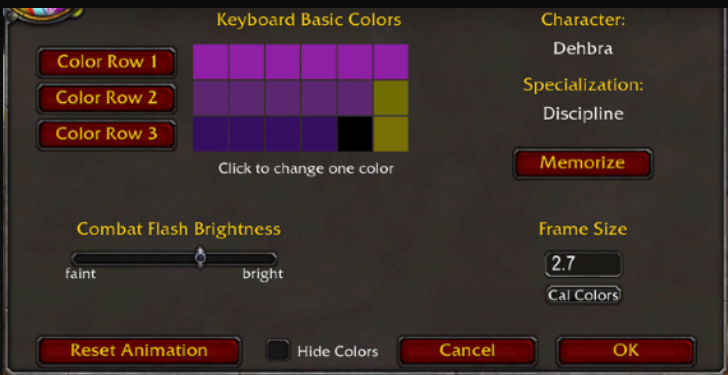 Keyboard Basic Colors
Character:
Dehbra
Color Row 1
Color Row 2
Color Row 3
Specialization:
Discipline
Click to change one color
Memorize
Combat Flash Brightness
faint
bright
Frame Size
2.7
Cal Colors
Reset Animation
Hide Colors
Cancel
OK